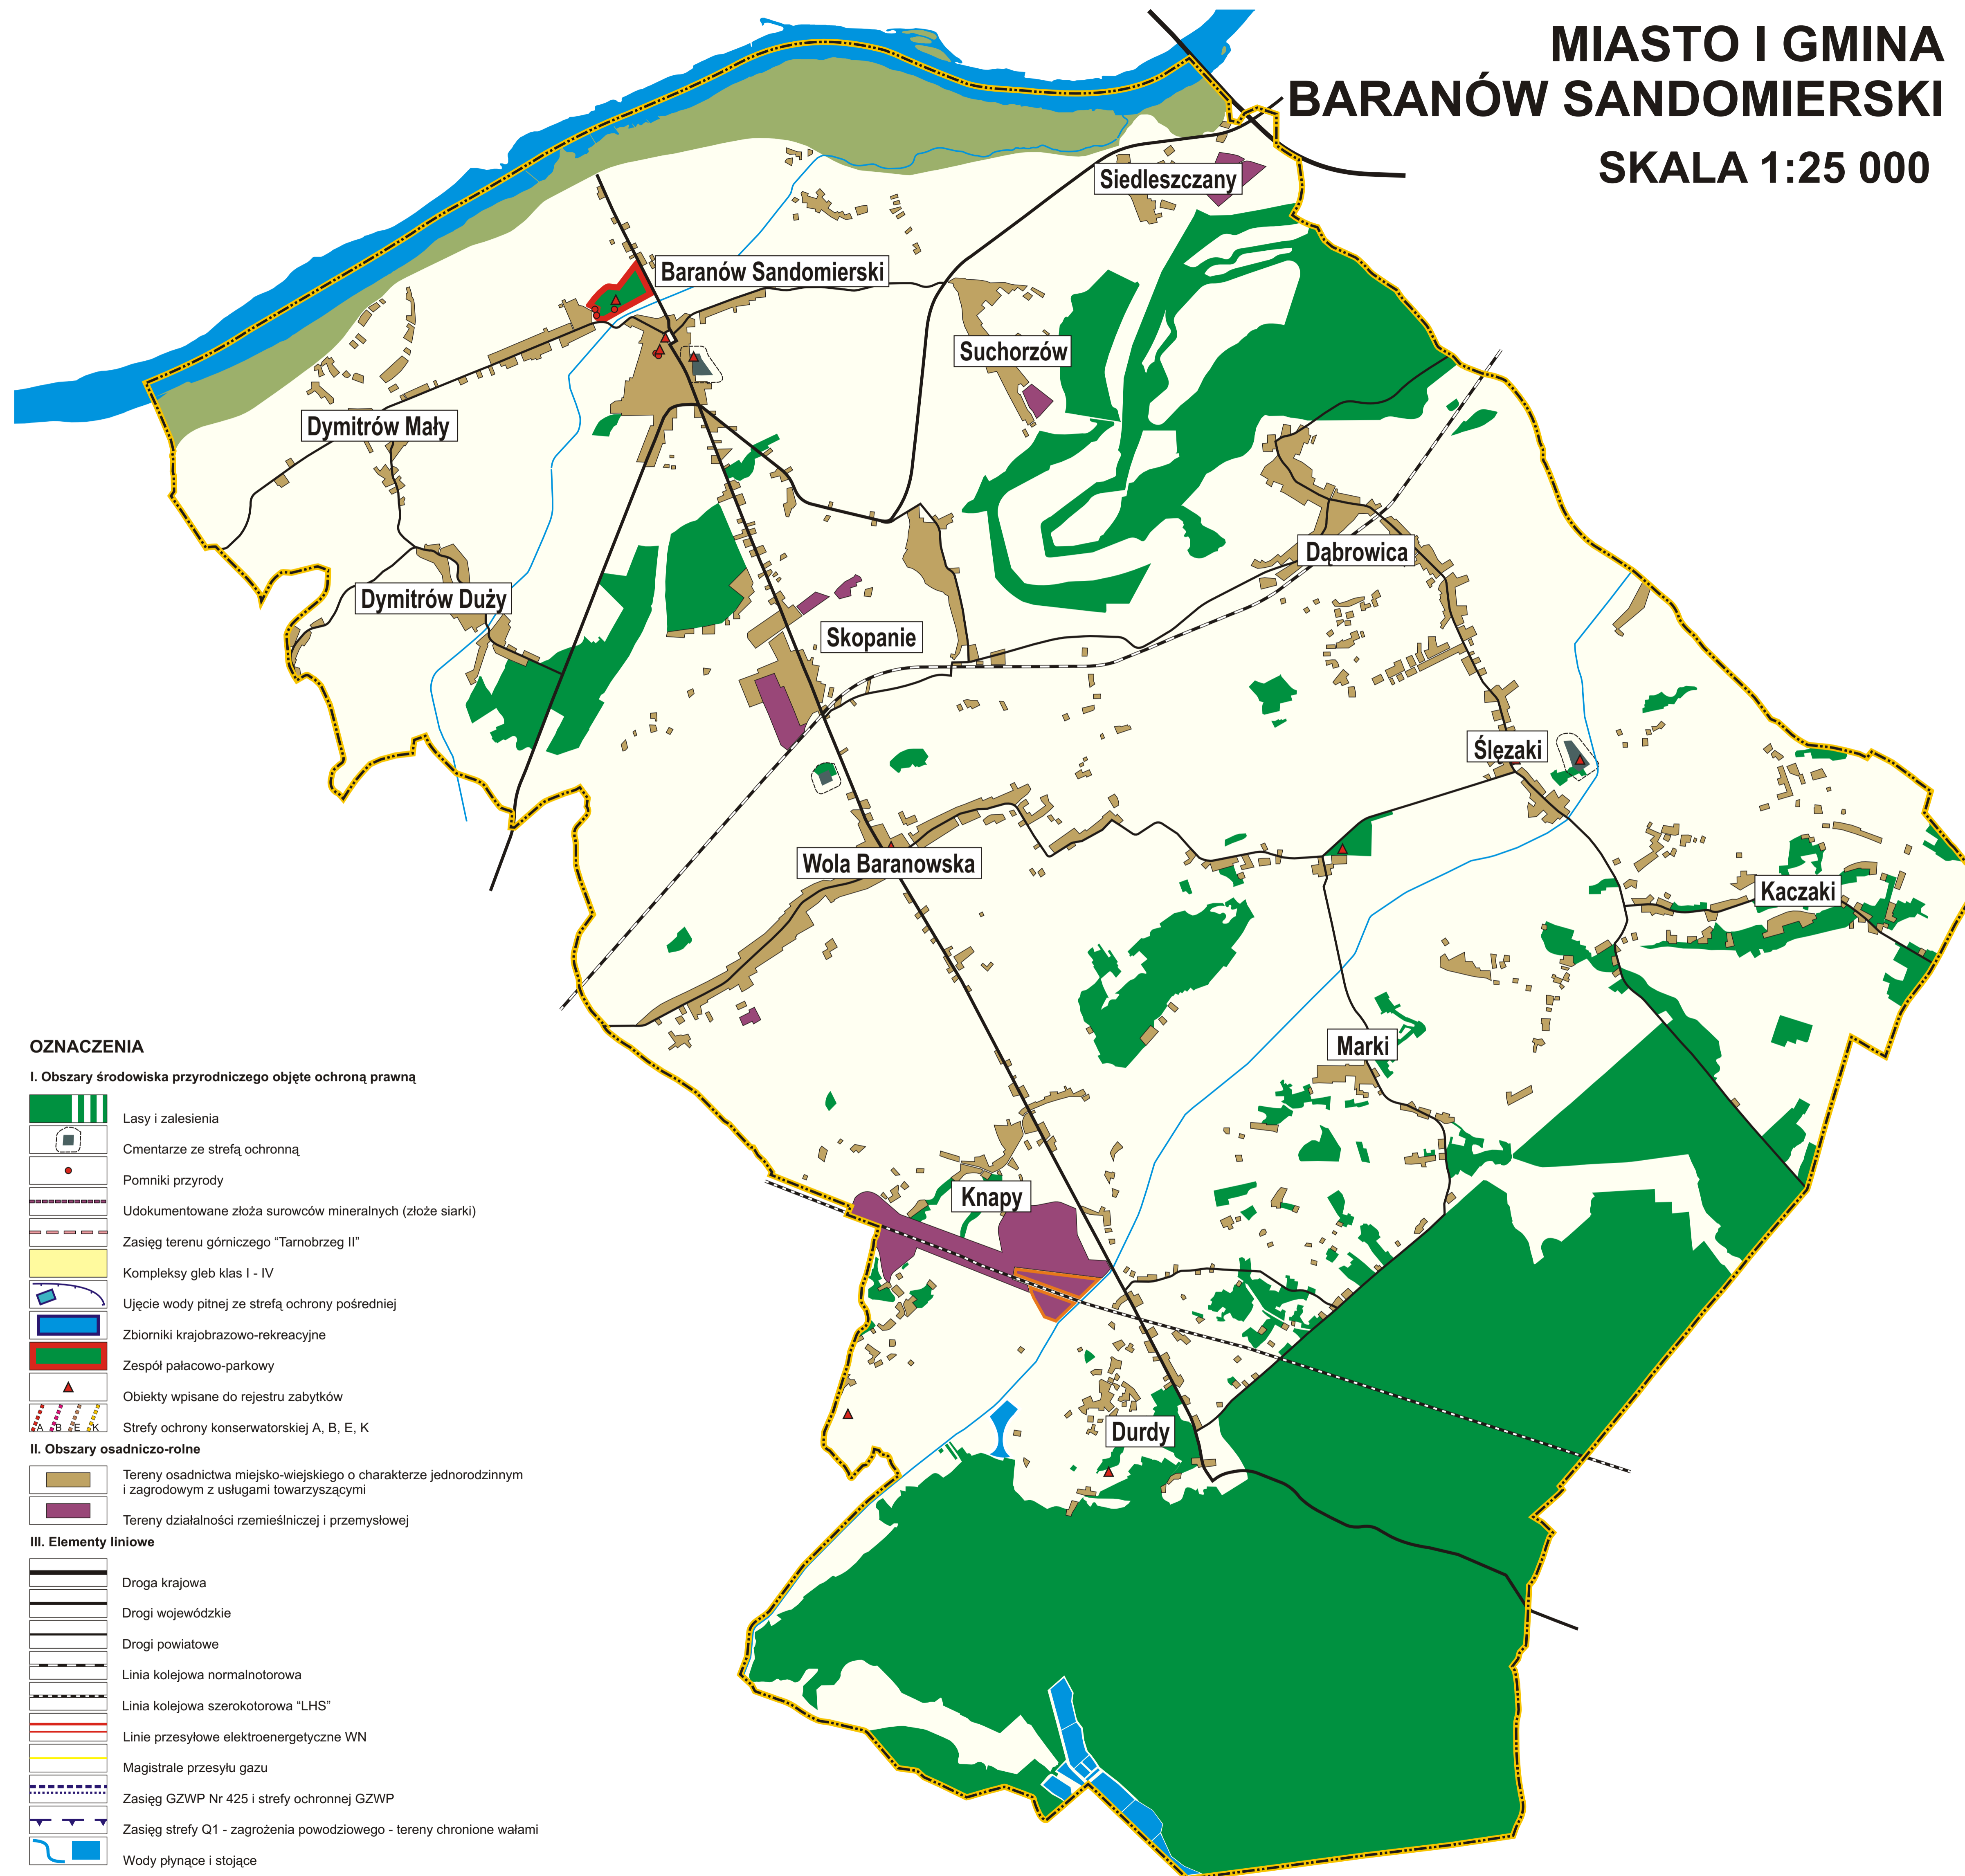 MIASTO I GMINA
BARANÓW SANDOMIERSKI
SKALA 1:25 000
Siedleszczany
Baranów Sandomierski
Suchorzów
Dymitrów Mały
Dąbrowica
Dymitrów Duży
Skopanie
Ślęzaki
Wola Baranowska
Kaczaki
Marki
Knapy
Durdy
OZNACZENIA
I. Obszary środowiska przyrodniczego objęte ochroną prawną
Lasy i zalesienia
Cmentarze ze strefą ochronną
Pomniki przyrody
Udokumentowane złoża surowców mineralnych (złoże siarki)
Zasięg terenu górniczego “Tarnobrzeg II”
Kompleksy gleb klas I - IV
Ujęcie wody pitnej ze strefą ochrony pośredniej
Zbiorniki krajobrazowo-rekreacyjne
Zespół pałacowo-parkowy
Obiekty wpisane do rejestru zabytków
A B E K Strefy ochrony konserwatorskiej A, B, E, K
II. Obszary osadniczo-rolne
Tereny osadnictwa miejsko-wiejskiego o charakterze jednorodzinnym
i zagrodowym z usługami towarzyszącymi
Tereny działalności rzemieślniczej i przemysłowej
III. Elementy liniowe
Droga krajowa
Drogi wojewódzkie
Drogi powiatowe
Linia kolejowa normalnotorowa
Linia kolejowa szerokotorowa “LHS”
Linie przesyłowe elektroenergetyczne WN
Magistrale przesyłu gazu
Zasięg GZWP Nr 425 i strefy ochronnej GZWP
Zasięg strefy Q1 - zagrożenia powodziowego - tereny chronione wałami
Wody płynące i stojące